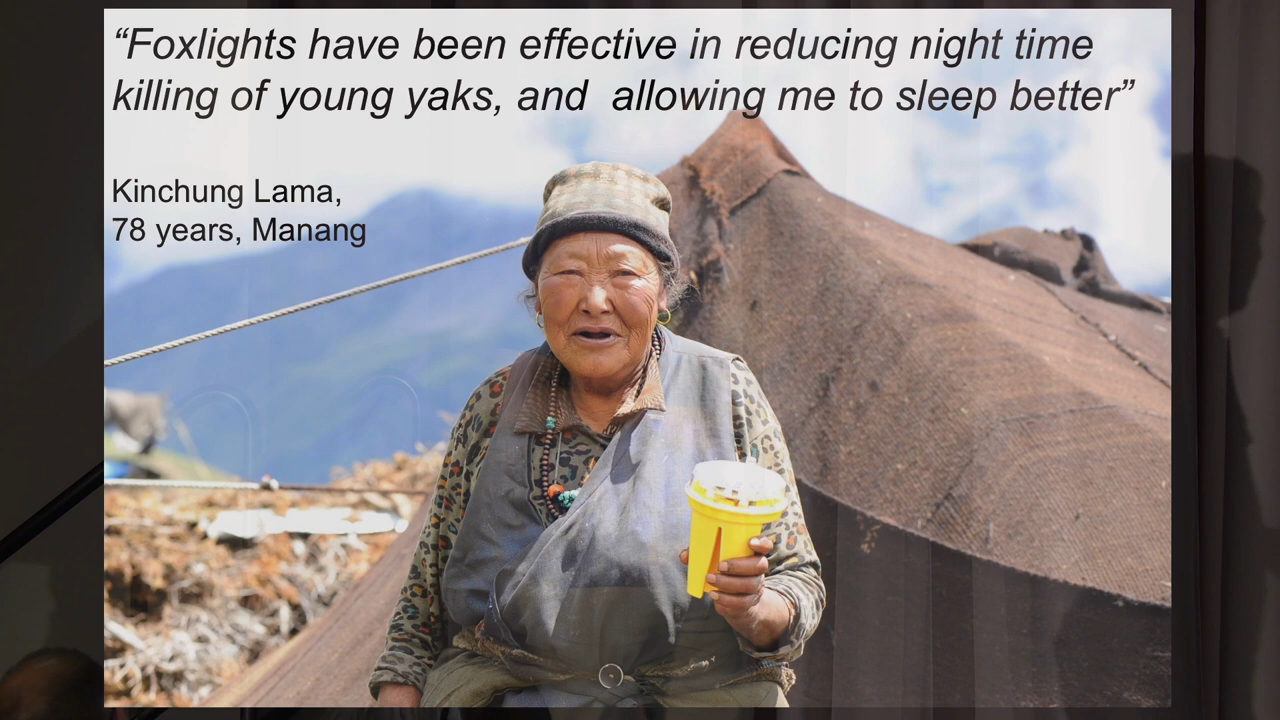 “Foxlights have been effective in reducing night time
killing of young yaks, and  allowing me to sleep better”
Kinchung Lama,
78 years, Manang